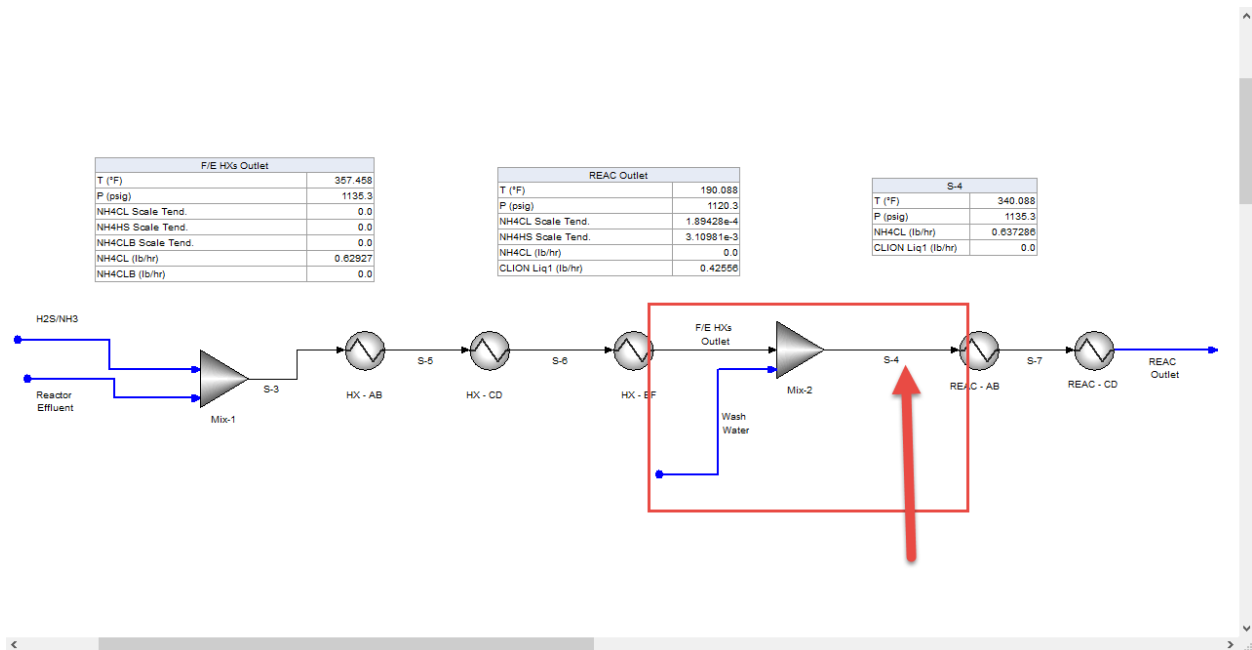 F/E HXs Outlet
T (°F) 357.458
P (psig) 1135.3
NH4CL Scale Tend. 0.0
NH4HS Scale Tend. 0.0
NH4CLB Scale Tend. 0.0
NH4CL (lb/hr) 0.62927
NH4CLB (lb/hr) 0.0
REAC Outlet
T (°F) 190.088
P (psig) 1120.3
NH4CL Scale Tend. 1.89428e-4
NH4HS Scale Tend. 3.10981e-3
NH4CL (lb/hr) 0.0
CLION Liq1 (lb/hr) 0.42556
S-4
T (°F) 340.088
P (psig) 1135.3
NH4CL (lb/hr) 0.637286
CLION Liq1 (lb/hr) 0.0
H2S/NH3
Reactor
Effluent
Mix-1
S-3
HX - AB
S-5
HX - CD
S-6
HX - EF
F/E HXs
Outlet
Wash
Water
Mix-2
S-4
REAC - AB
S-7
REAC - CD
REAC
Outlet